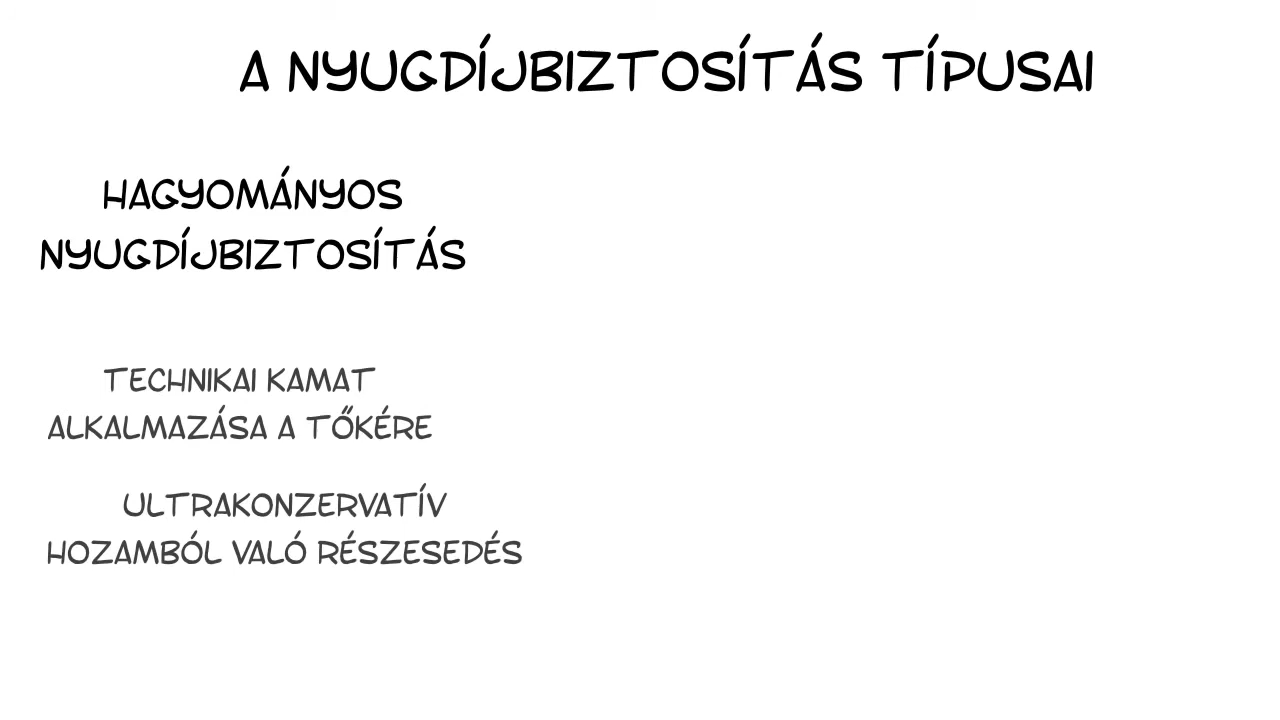 A NYUGDÍJBIZTOSÍTÁS TÍPUSAI
HAGYOMÁNYOS
NYUGDÍJBIZTOSÍTÁS
TECHNIKAI KAMAT
ALKALMAZÁSA A TŐKÉRE
ULTRAKONZERVATÍV
HOZAMBÓL VALÓ RÉSZESEDÉS